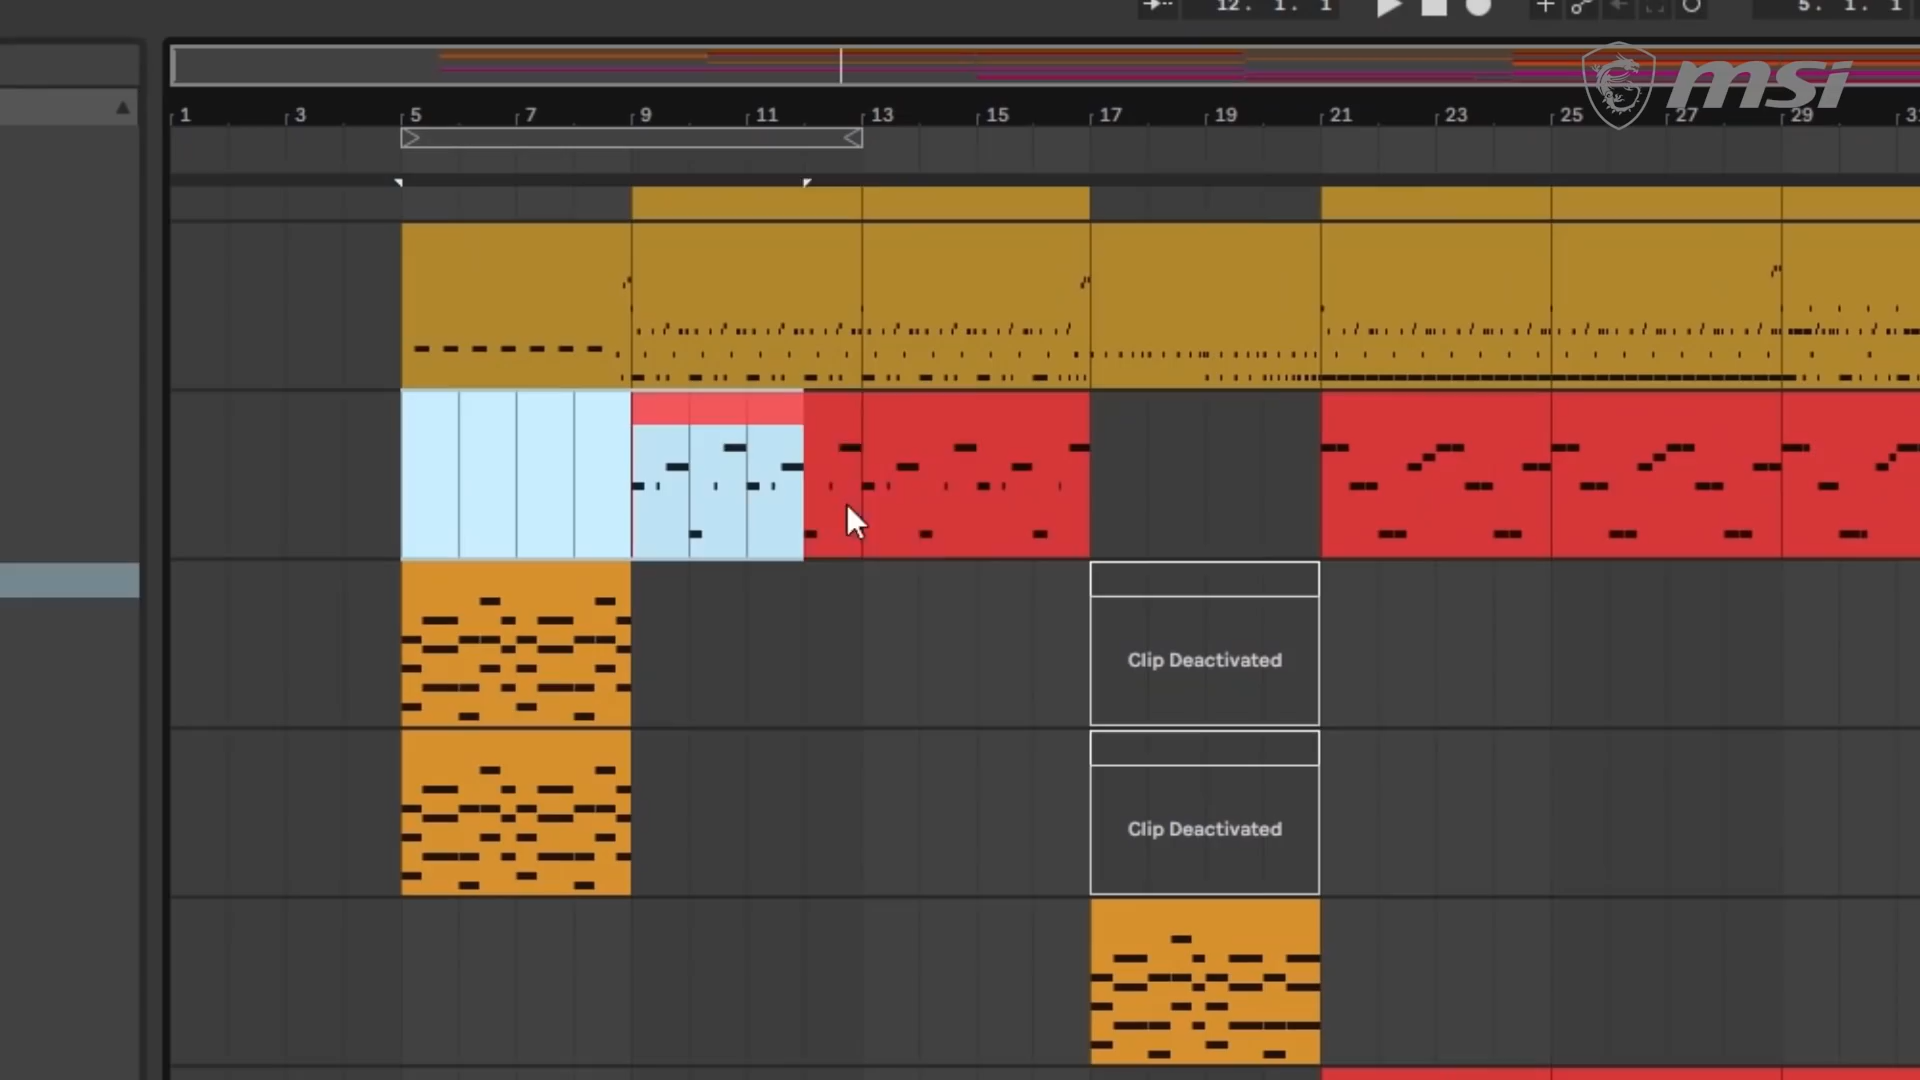 12. 1. 1
5. 1. 1
msi
1 3 5 7 9 11 13 15 17 19 21 23 25 27 29
Clip Deactivated
Clip Deactivated